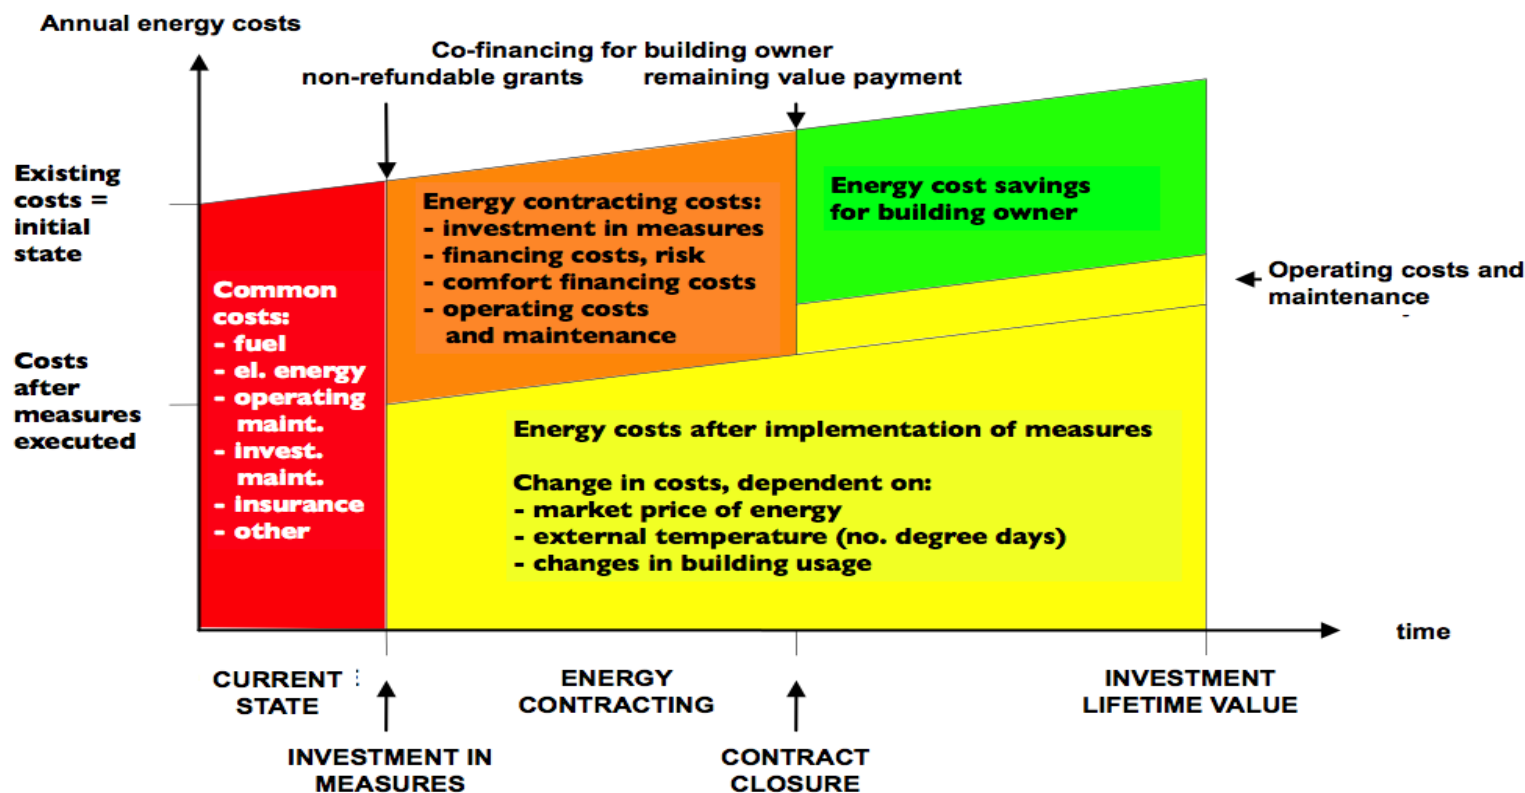 Annual energy costs
Co-financing for building owner
non-refundable grants
remaining value payment
Existing
costs =
initial
state
Costs
after
measures
executed
Common
costs:
- fuel
- el. energy
- operating
maint.
- invest.
maint.
- insurance
- other
Energy contracting costs:
- investment in measures
- financing costs, risk
- comfort financing costs
- operating costs
and maintenance
Energy cost savings
for building owner
Operating costs and
maintenance
Energy costs after implementation of measures
Change in costs, dependent on:
- market price of energy
- external temperature (no. degree days)
- changes in building usage
time
CURRENT
STATE
ENERGY
CONTRACTING
INVESTMENT
LIFETIME VALUE
INVESTMENT IN
MEASURES
CONTRACT
CLOSURE